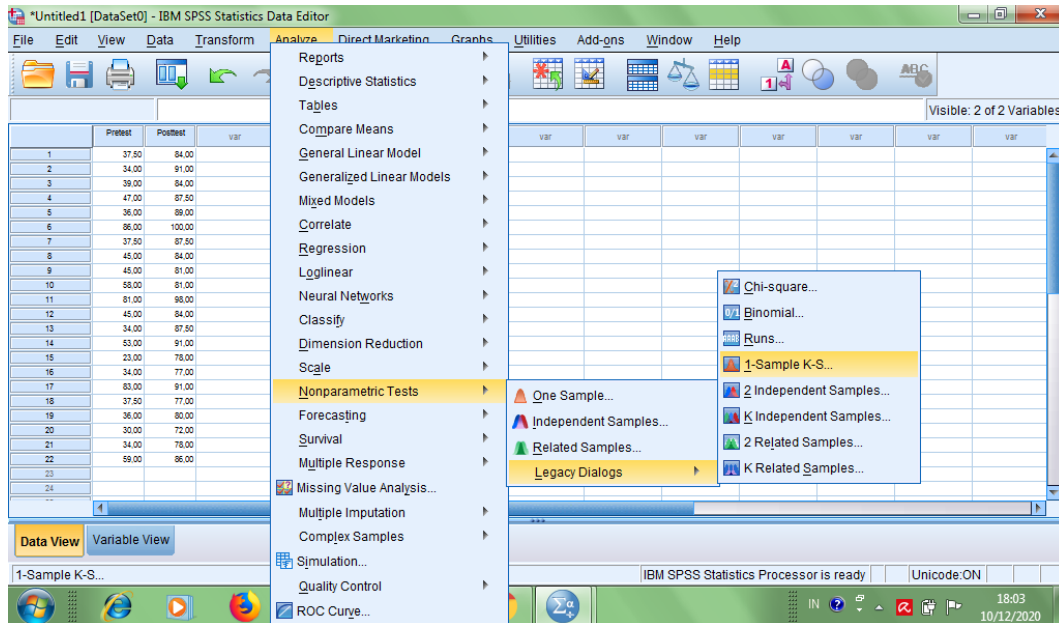 *Untitled1 [DataSet0] - IBM SPSS Statistics Data Editor
File Edit View Data Transform Analyze Direct Marketing Graphs Utilities Add-ons Window Help
Visible: 2 of 2 Variables
Pretest Posttest var var var var var var var var
1 37,50 84,00
2 34,00 91,00
3 39,00 84,00
4 47,00 87,50
5 36,00 89,00
6 86,00 100,00
7 37,50 87,50
8 45,00 84,00
9 45,00 81,00
10 58,00 81,00
11 81,00 98,00
12 45,00 84,00
13 34,00 87,50
14 53,00 91,00
15 23,00 78,00
16 34,00 77,00
17 83,00 91,00
18 37,50 77,00
19 36,00 80,00
20 30,00 72,00
21 34,00 78,00
22 59,00 86,00
23
24
Reports
Descriptive Statistics
Tables
Compare Means
General Linear Model
Generalized Linear Models
Mixed Models
Correlate
Regression
Loglinear
Neural Networks
Classify
Dimension Reduction
Scale
Nonparametric Tests
Forecasting
Survival
Multiple Response
Missing Value Analysis...
Multiple Imputation
Complex Samples
Simulation...
Quality Control
ROC Curve...
One Sample...
Independent Samples...
Related Samples...
Legacy Dialogs
Chi-square...
Binomial...
Runs...
1-Sample K-S...
2 Independent Samples...
K Independent Samples...
2 Related Samples...
K Related Samples...
Data View Variable View
1-Sample K-S... IBM SPSS Statistics Processor is ready Unicode:ON
IN 18:03
10/12/2020